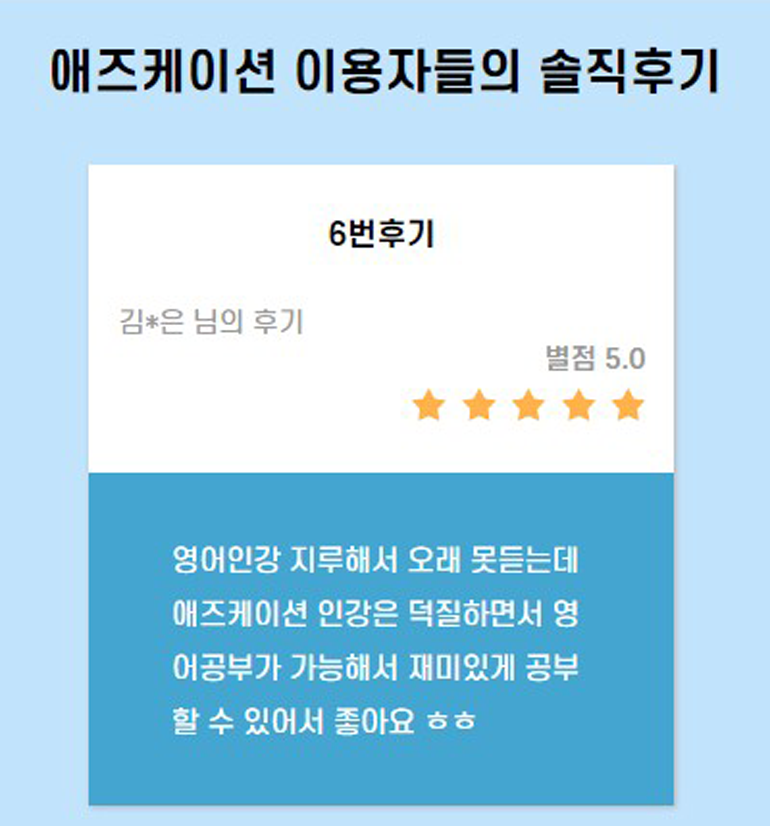 애즈케이션 이용자들의 솔직후기
6번후기
김*은 님의 후기
별점 5.0
영어인강 지루해서 오래 못듣는데
애즈케이션 인강은 덕질하면서 영
어공부가 가능해서 재미있게 공부
할 수 있어서 좋아요 ㅎㅎ